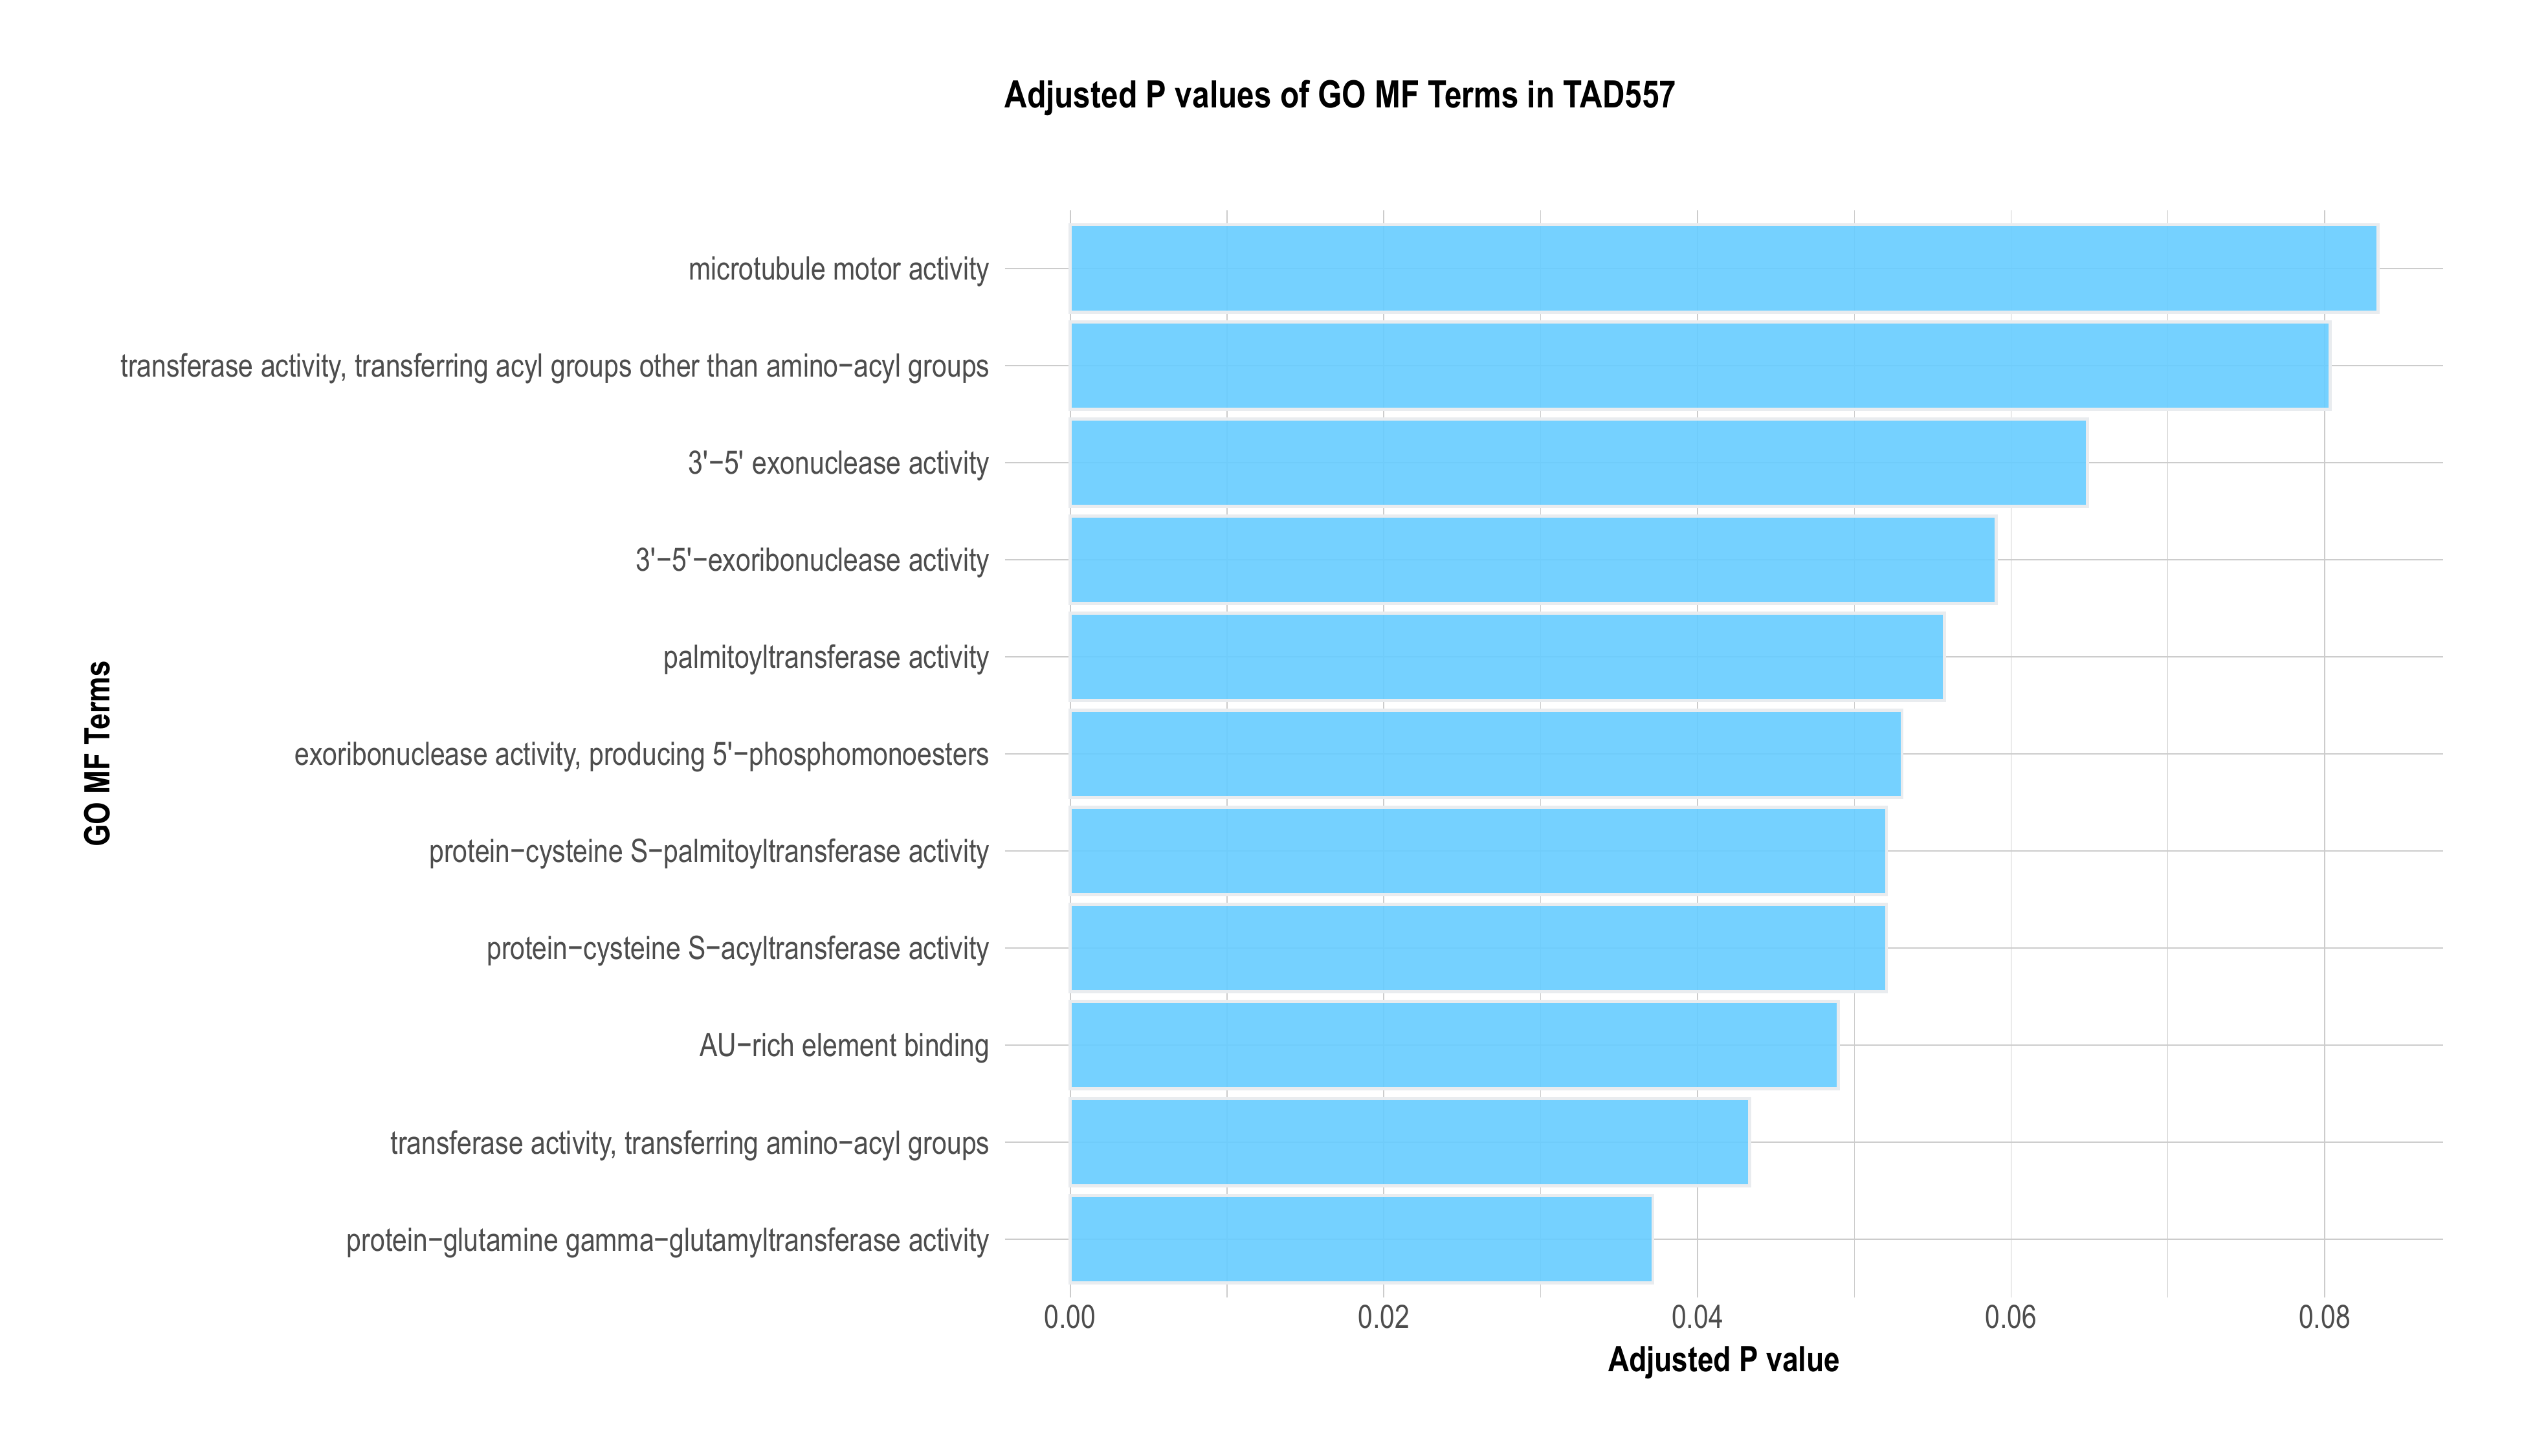 Adjusted P values of GO MF Terms in TAD557
microtubule motor activity
transferase activity, transferring acyl groups other than amino−acyl groups
3'−5' exonuclease activity
3'−5'−exoribonuclease activity
palmitoyltransferase activity
exoribonuclease activity, producing 5'−phosphomonoesters
protein−cysteine S−palmitoyltransferase activity
protein−cysteine S−acyltransferase activity
AU−rich element binding
transferase activity, transferring amino−acyl groups
protein−glutamine gamma−glutamyltransferase activity
GO MF Terms
0.00 0.02 0.04 0.06 0.08
Adjusted P value